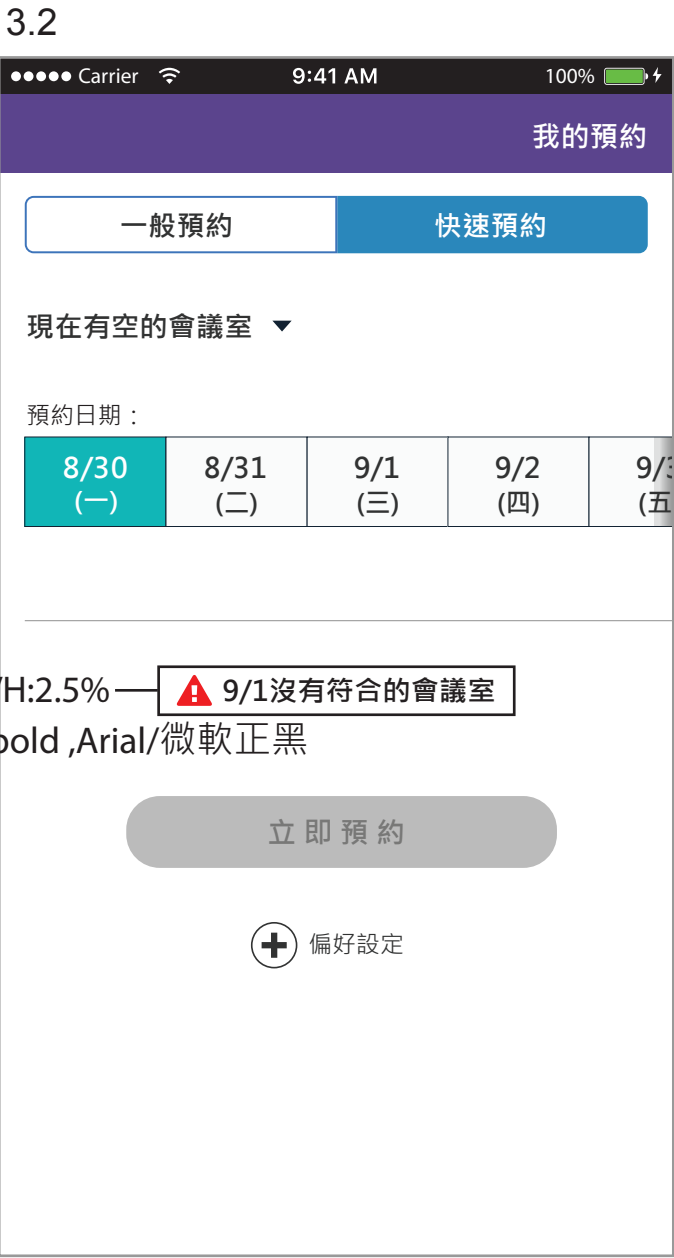 3.2
Carrier 9:41 AM 100%
我的預約
一般預約 快速預約
現在有空的會議室
預約日期：
8/30 8/31 9/1 9/2 9/
(一) (二) (三) (四) (五
/H:2.5% 9/1沒有符合的會議室
bold ,Arial/微軟正黑
立即預約
偏好設定